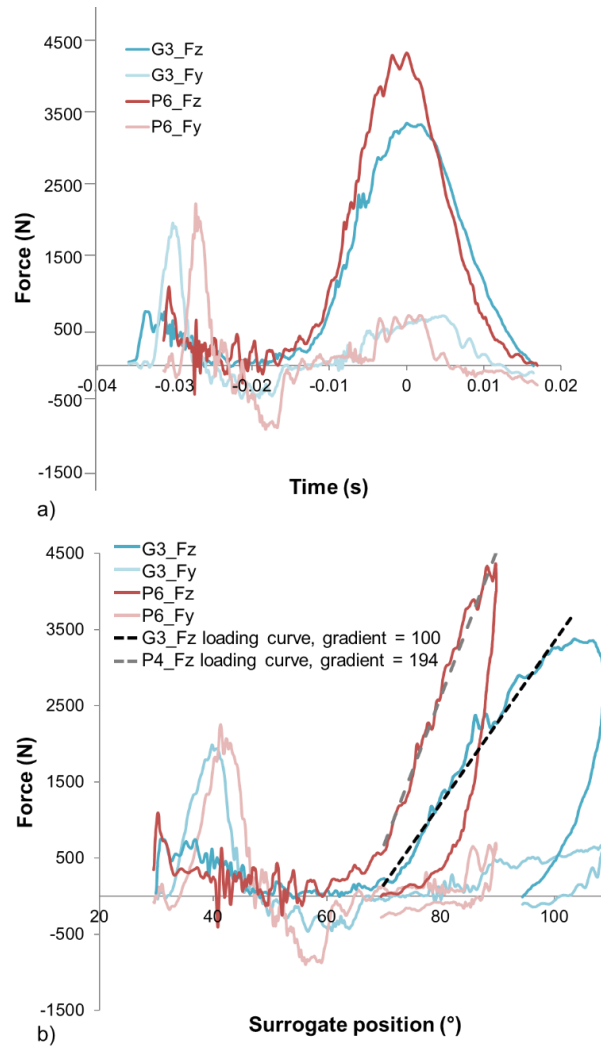 4500
3500
2500
1500
500
-500
-1500
Force (N)
G3_Fz
G3_Fy
P6_Fz
P6_Fy
-0.04
-0.03
-0.02
-0.01
0
0.01
0.02
Time (s)
a)
4500
3500
2500
1500
500
-500
-1500
Force (N)
G3_Fz
G3_Fy
P6_Fz
P6_Fy
G3_Fz loading curve, gradient = 100
P4_Fz loading curve, gradient = 194
20
40
60
80
100
Surrogate position (°)
b)